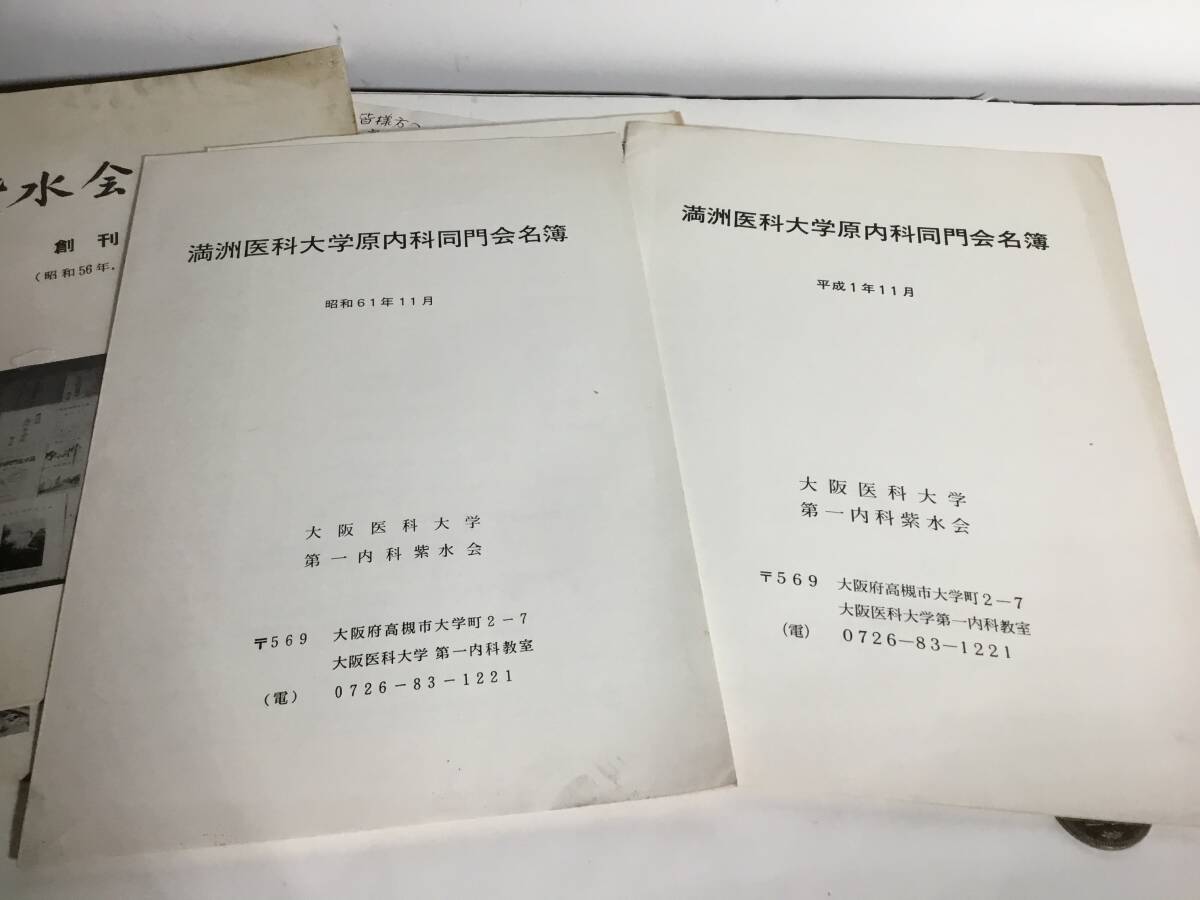 水会
創刊
(昭和56年.
皆様方
満洲医科大学原内科同門会名簿
昭和61年11月
大阪医科大学
第一内科紫水会
〒569 大阪府高槻市大学町2-7
大阪医科大学 第一内科教室
(電) 0726-83-1221
満洲医科大学原内科同門会名簿
平成1年11月
大阪医科大学
第一内科紫水会
〒569 大阪府高槻市大学町2-7
大阪医科大学第一内科教室
(電) 0726-83-1221